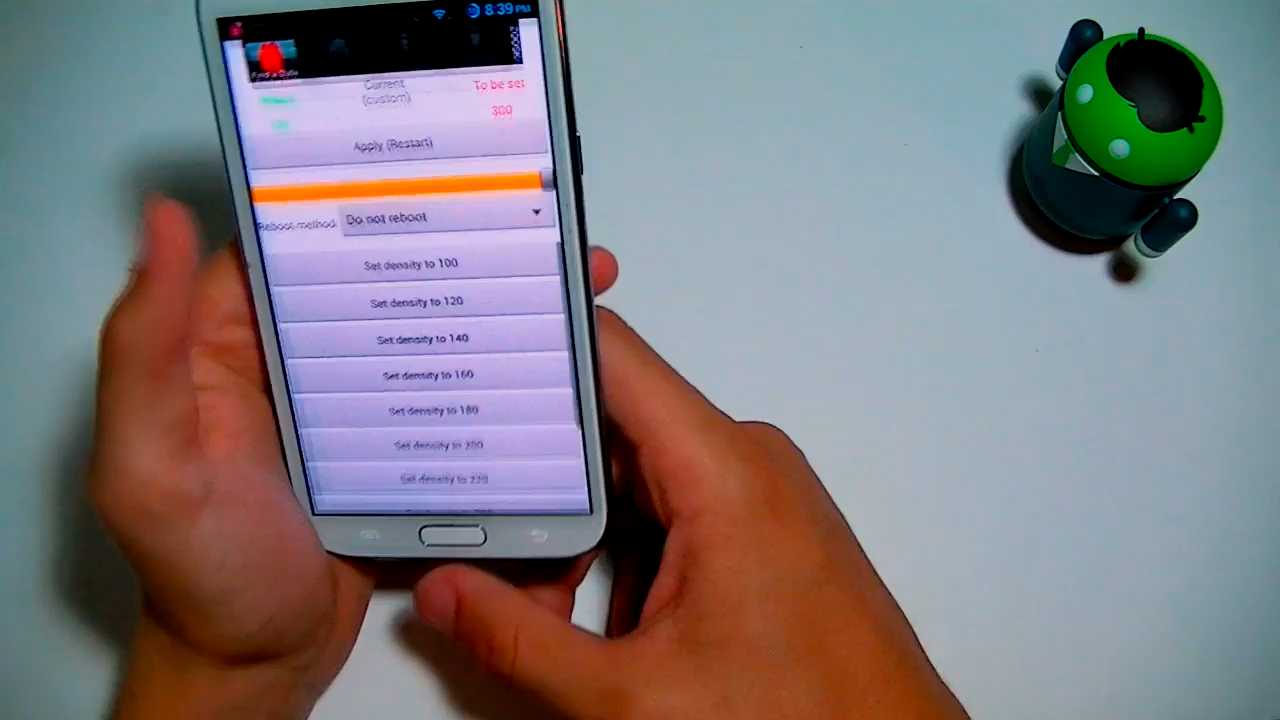 8:39PM
Current
(custom)
To be set
300
Apply (Restart)
Reboot method:
Do not reboot
Set density to 100
Set density to 120
Set density to 140
Set density to 160
Set density to 180
Set density to 200
Set density to 220